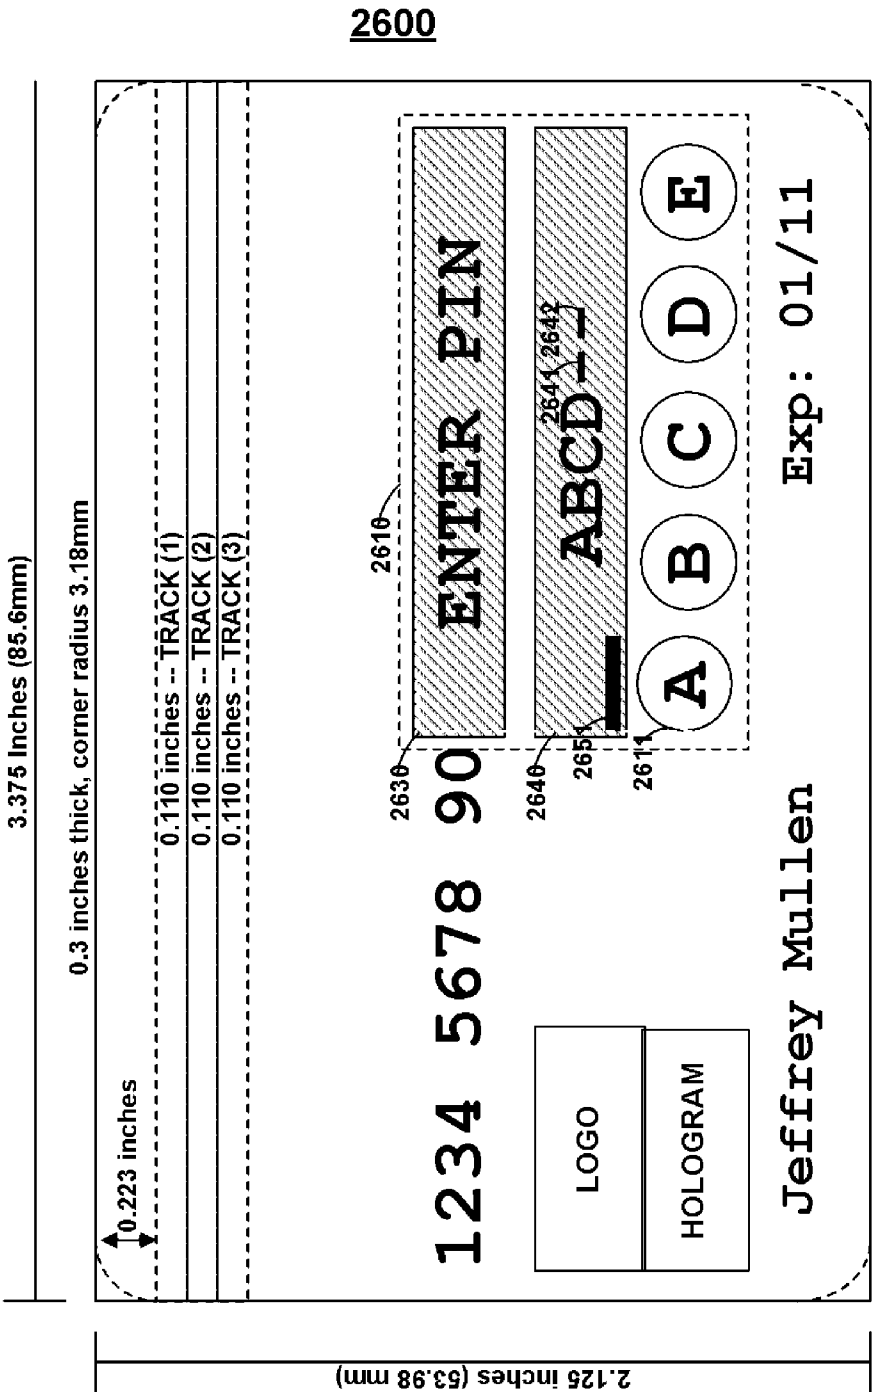 2600
3.375 Inches (85.6mm)
0.3 inches thick, corner radius 3.18mm
0.223 inches
0.110 inches -- TRACK (1)
0.110 inches -- TRACK (2)
0.110 inches -- TRACK (3)
2610
2630
ENTER PIN
1234 5678 90
2641 2642
ABCD__
2640
2651
2611
A B C D E
LOGO
HOLOGRAM
Jeffrey Mullen Exp: 01/11
2.125 inches (53.98 mm)